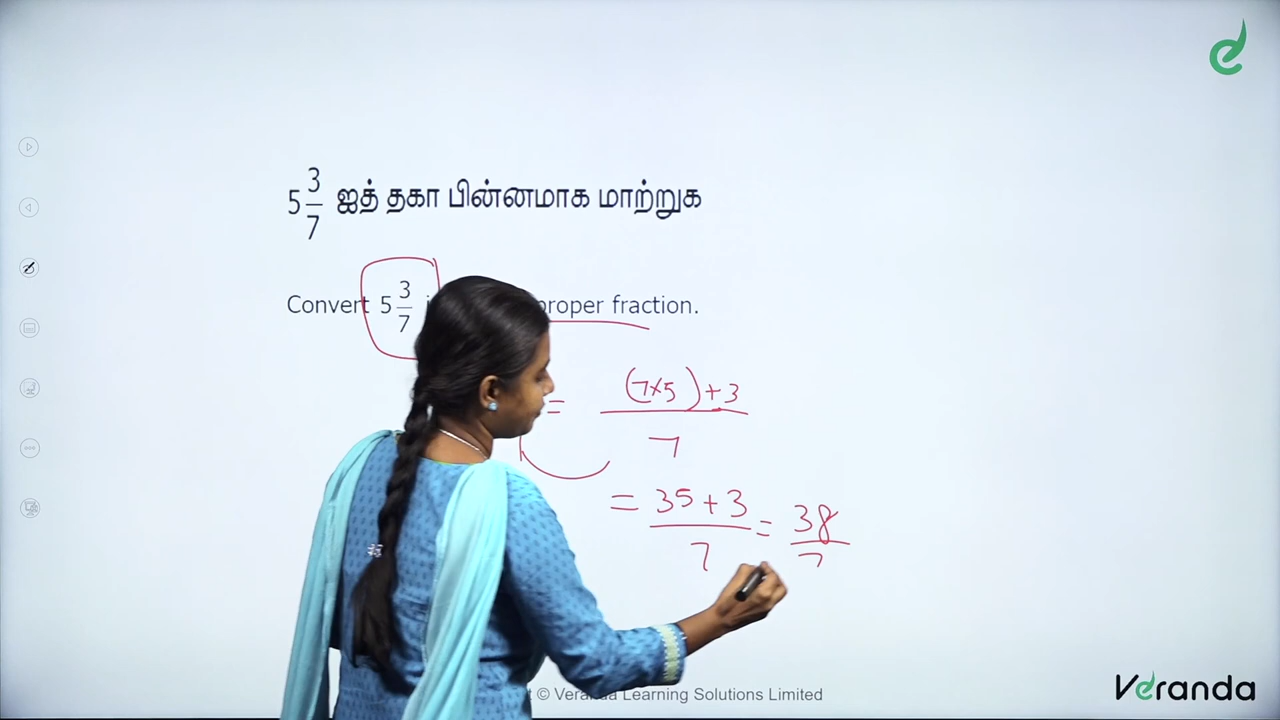 5 3/7 ஐத் தகா பின்னமாக மாற்றுக
Convert 5 3/7 proper fraction.
= (7×5)+3 / 7
= 35+3 / 7 = 38 / 7
© Veranda Learning Solutions Limited
Veranda